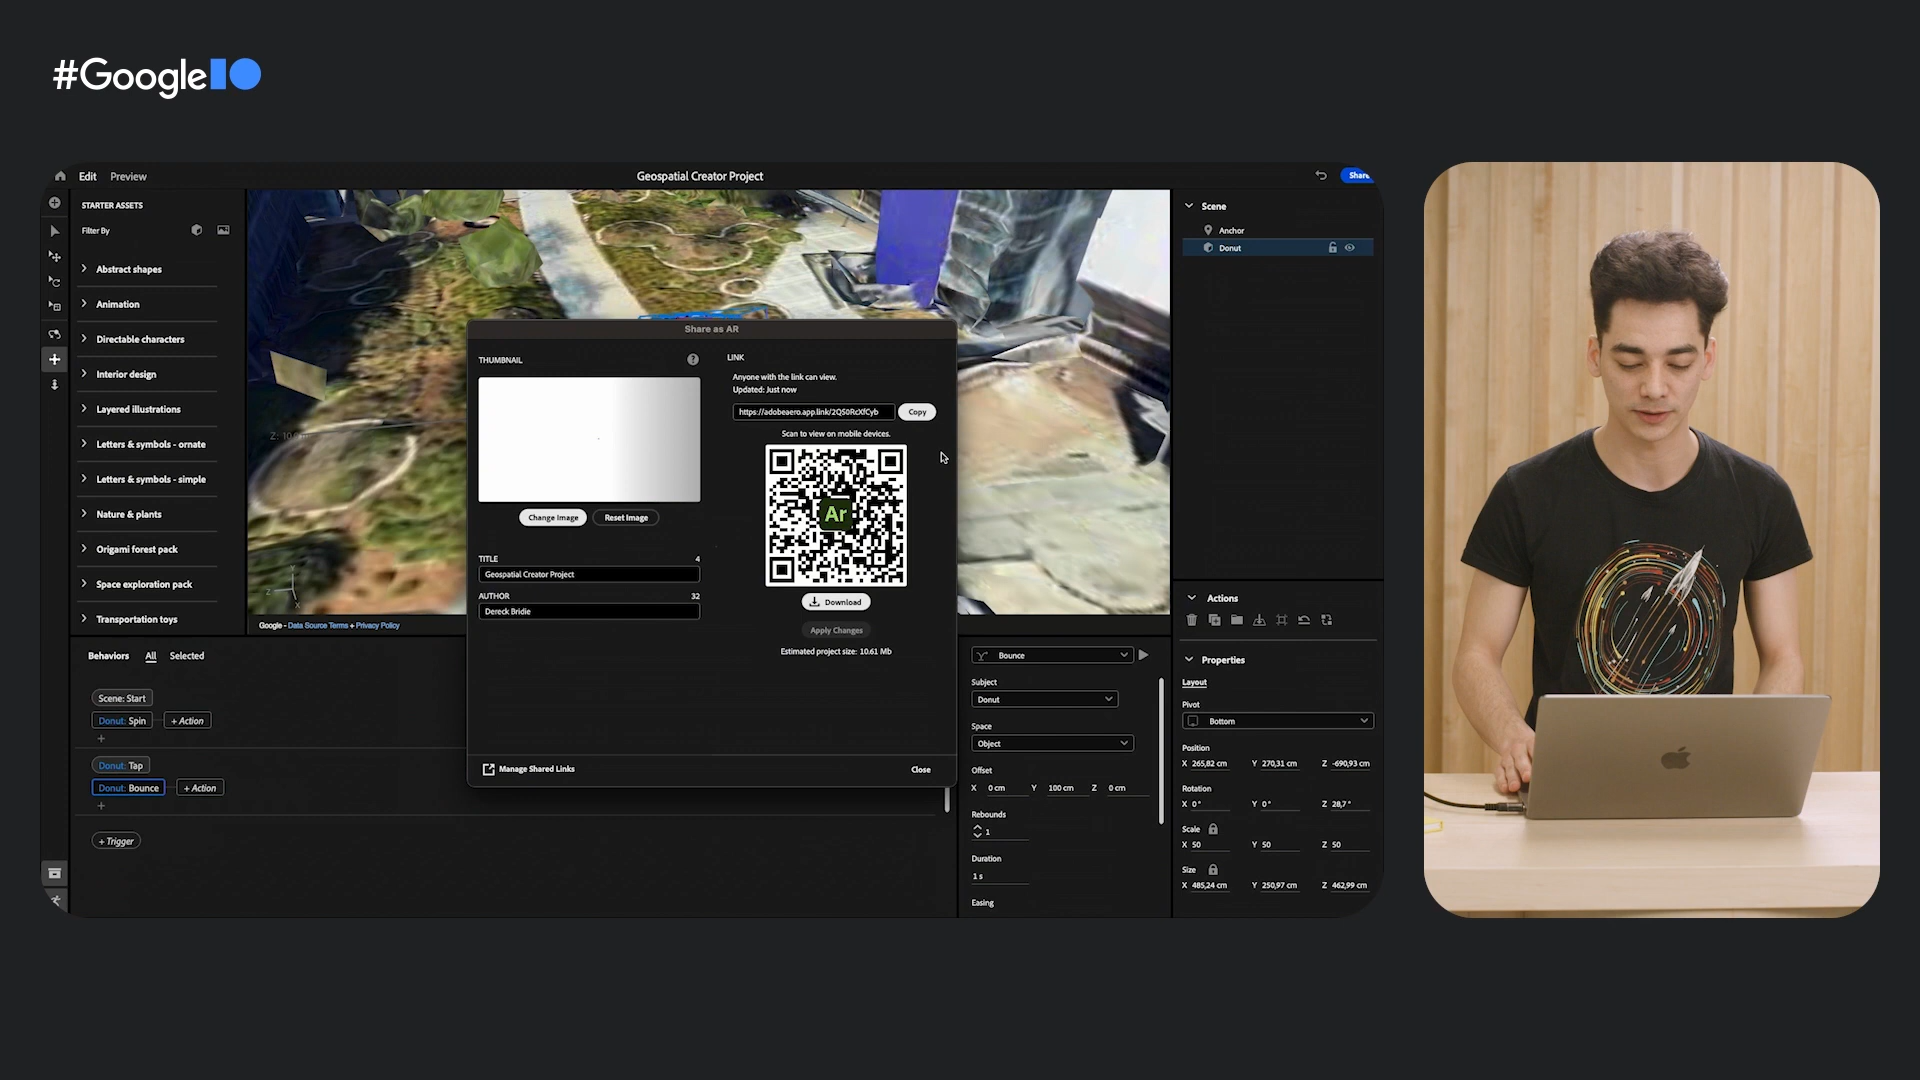 #GoogleIO
Edit
Preview
Geospatial Creator Project
Share
STARTER ASSETS
Filter By
Abstract shapes
Animation
Directable characters
Interior design
Layered illustrations
Letters & symbols - ornate
Letters & symbols - simple
Nature & plants
Origami forest pack
Space exploration pack
Transportation toys
Z
X
Google - Data Source Terms + Privacy Policy
Share as AR
THUMBNAIL
?
Change Image
Reset Image
TITLE
4
Geospatial Creator Project
AUTHOR
32
Dereck Bridie
LINK
Anyone with the link can view.
Updated: Just now
https://adobeaero.app.link/2QS0RcXfCyb
Copy
Scan to view on mobile devices.
Ar
Download
Apply Changes
Estimated project size: 10.61 Mb
Manage Shared Links
Close
Scene
Anchor
Donut
Actions
Properties
Layout
Pivot
Bottom
Position
X 265,82 cm Y 270,31 cm Z -690,93 cm
Rotation
X 0° Y 0° Z 28,7°
Scale
X 50 Y 50 Z 50
Size
X 485,24 cm Y 250,97 cm Z 462,99 cm
Behaviors All Selected
Scene: Start
Donut: Spin
+ Action
+
Donut: Tap
Donut: Bounce
+ Action
+
+ Trigger
Bounce
Subject
Donut
Space
Object
Offset
X 0 cm Y 100 cm Z 0 cm
Rebounds
1
Duration
1 s
Easing